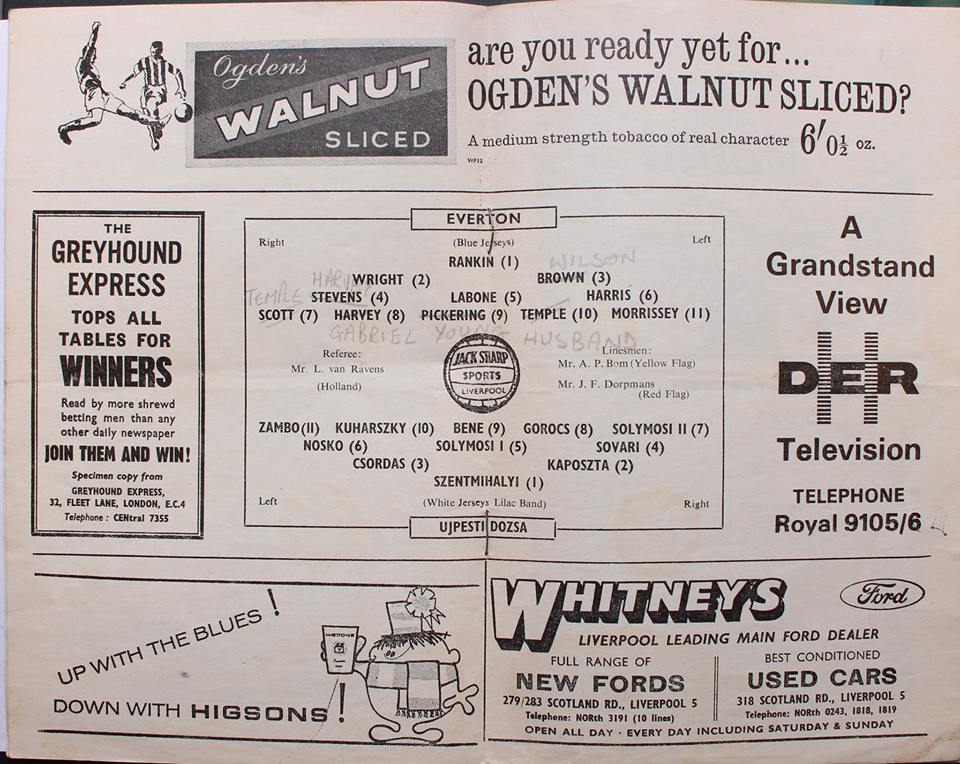 Ogden's
WALNUT
SLICED
are you ready yet for...
OGDEN'S WALNUT SLICED?
A medium strength tobacco of real character 6'0½ oz.
W/P12
THE
GREYHOUND
EXPRESS
TOPS ALL
TABLES FOR
WINNERS
Read by more shrewd
betting men than any
other daily newspaper
JOIN THEM AND WIN!
Specimen copy from
GREYHOUND EXPRESS,
32, FLEET LANE, LONDON, E.C.4
Telephone : CENtral 7355
EVERTON
Right (Blue Jerseys) Left
RANKIN (1)
WILSON
HARVEY
WRIGHT (2) BROWN (3)
TEMPLE
STEVENS (4) LABONE (5) HARRIS (6)
SCOTT (7) HARVEY (8) PICKERING (9) TEMPLE (10) MORRISSEY (11)
GABRIEL YOUNG HUSBAND
Referee:
Mr. L. van Ravens
(Holland)
JACK SHARP
SPORTS
LIVERPOOL
Linesmen:
Mr. A. P. Bom (Yellow Flag)
Mr. J. F. Dorpmans
(Red Flag)
ZAMBO (11) KUHARSZKY (10) BENE (9) GOROCS (8) SOLYMOSI II (7)
NOSKO (6) SOLYMOSI I (5) SOVARI (4)
CSORDAS (3) KAPOSZTA (2)
SZENTMIHALYI (1)
Left (White Jerseys Lilac Band) Right
UJPESTI DOZSA
A
Grandstand
View
DER
Television
TELEPHONE
Royal 9105/6
UP WITH THE BLUES !
DOWN WITH HIGSONS !
HIGSONS
WHITNEYS
Ford
LIVERPOOL LEADING MAIN FORD DEALER
FULL RANGE OF
NEW FORDS
279/283 SCOTLAND RD., LIVERPOOL 5
Telephone: NORth 3191 (10 lines)
BEST CONDITIONED
USED CARS
318 SCOTLAND RD., LIVERPOOL 5
Telephone: NORth 0243, 1818, 1819
OPEN ALL DAY · EVERY DAY INCLUDING SATURDAY & SUNDAY